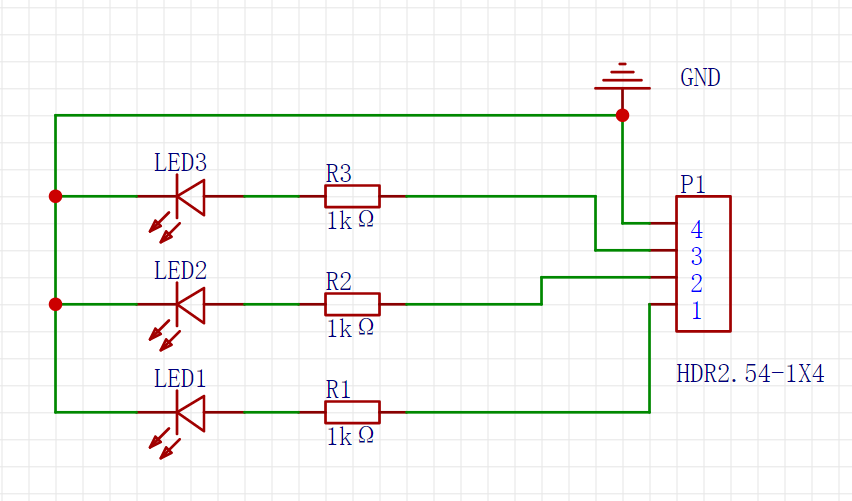 GND
LED3
R3
P1
1kΩ
4
3
LED2
R2
2
1kΩ
1
LED1
R1
HDR2.54-1X4
1kΩ